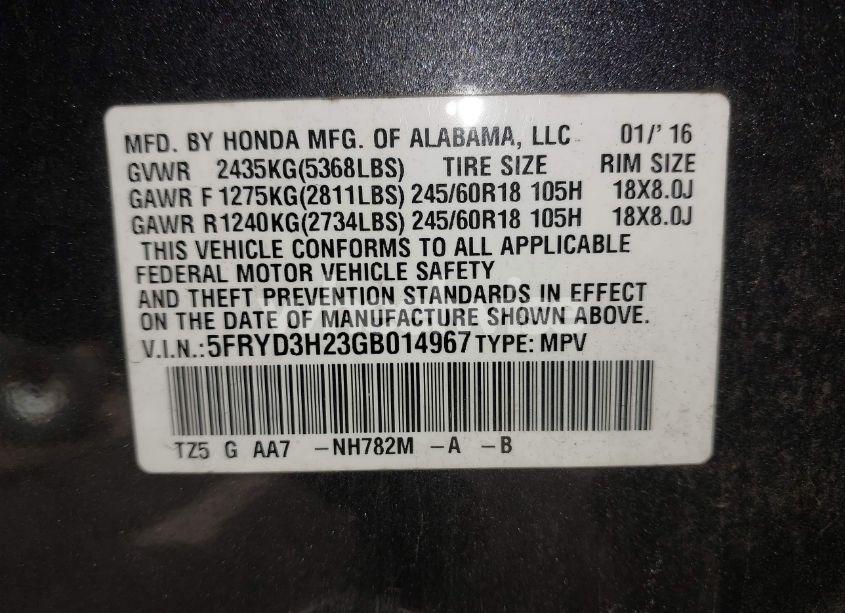 MFD. BY HONDA MFG. OF ALABAMA, LLC 01/' 16
GVWR 2435KG(5368LBS) TIRE SIZE RIM SIZE
GAWR F 1275KG(2811LBS) 245/60R18 105H 18X8.0J
GAWR R1240KG(2734LBS) 245/60R18 105H 18X8.0J
THIS VEHICLE CONFORMS TO ALL APPLICABLE
FEDERAL MOTOR VEHICLE SAFETY
AND THEFT PREVENTION STANDARDS IN EFFECT
ON THE DATE OF MANUFACTURE SHOWN ABOVE.
V.I.N.:5FRYD3H23GB014967 TYPE: MPV
TZ5 G AA7 -NH782M -A -B